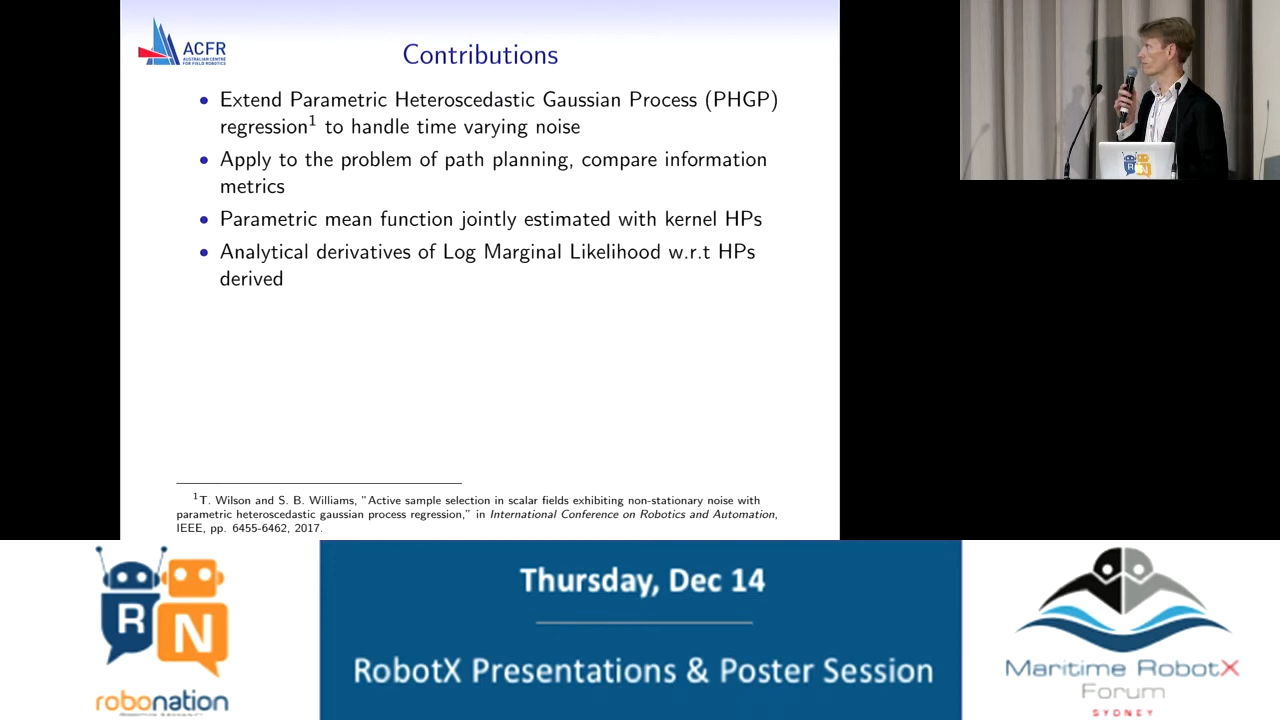 ACFR
AUSTRALIAN CENTRE
FOR FIELD ROBOTICS
Contributions
• Extend Parametric Heteroscedastic Gaussian Process (PHGP)
regression1 to handle time varying noise
• Apply to the problem of path planning, compare information
metrics
• Parametric mean function jointly estimated with kernel HPs
• Analytical derivatives of Log Marginal Likelihood w.r.t HPs
derived
1T. Wilson and S. B. Williams, "Active sample selection in scalar fields exhibiting non-stationary noise with
parametric heteroscedastic gaussian process regression," in International Conference on Robotics and Automation,
IEEE, pp. 6455-6462, 2017.
RN
RN
robonation
Thursday, Dec 14
RobotX Presentations & Poster Session
Maritime RobotX
Forum
SYDNEY